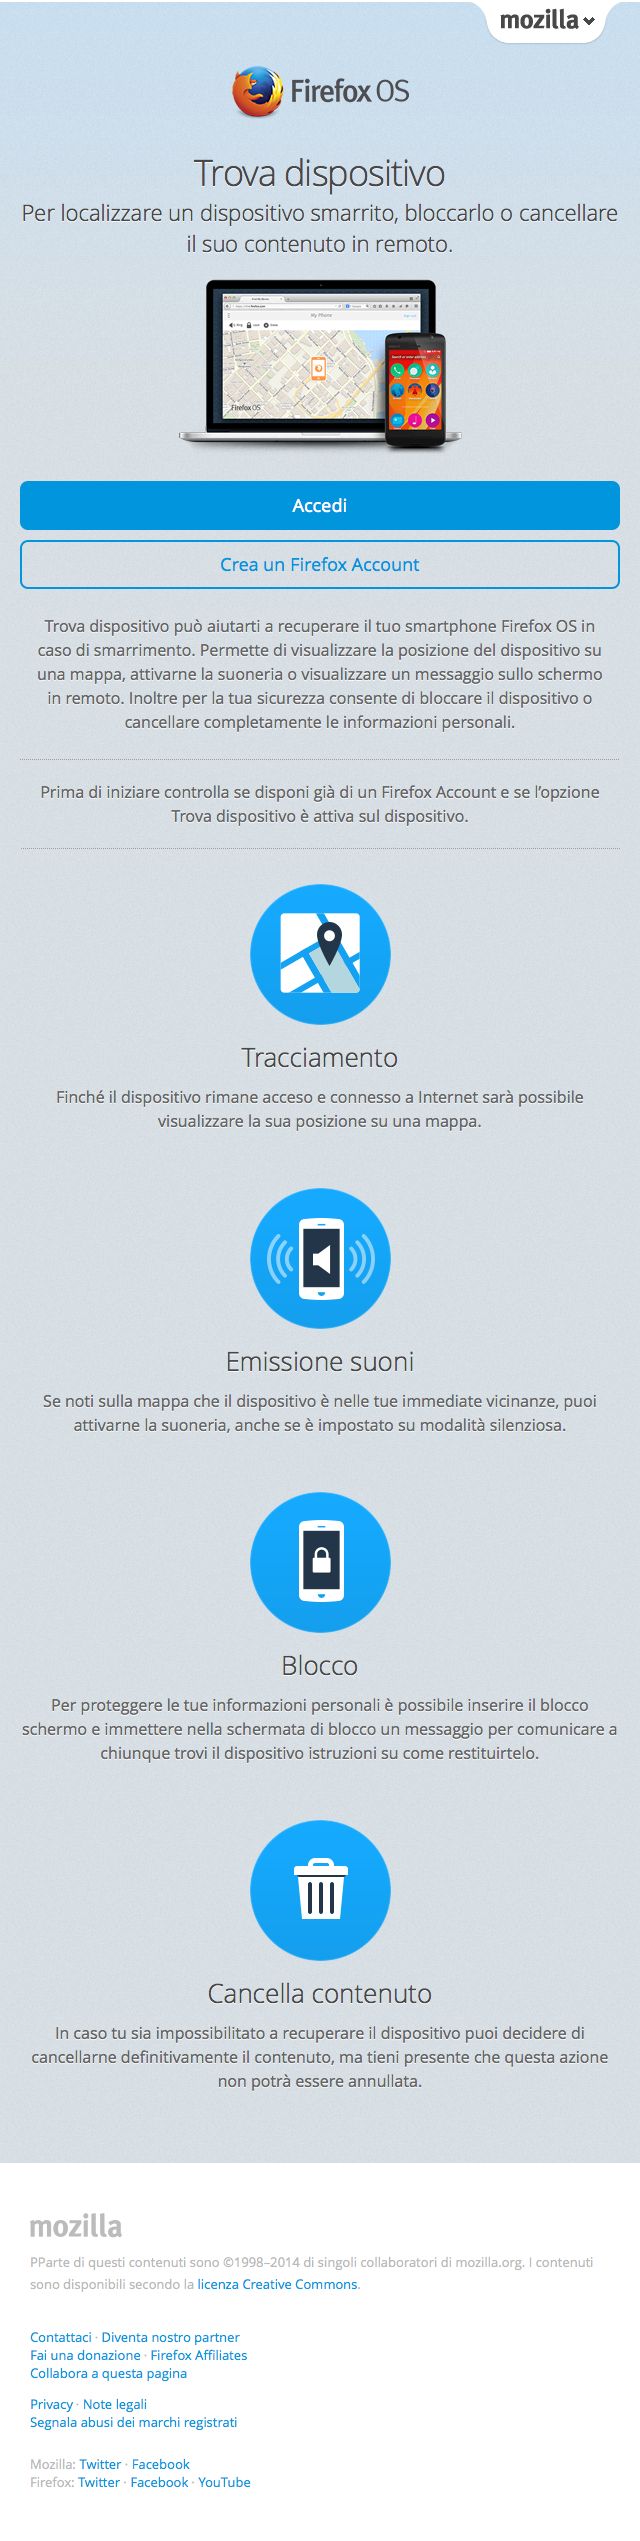 mozilla
Firefox OS
Trova dispositivo
Per localizzare un dispositivo smarrito, bloccarlo o cancellare
il suo contenuto in remoto.
My Phone
Firefox OS
Accedi
Crea un Firefox Account
Trova dispositivo può aiutarti a recuperare il tuo smartphone Firefox OS in
caso di smarrimento. Permette di visualizzare la posizione del dispositivo su
una mappa, attivarne la suoneria o visualizzare un messaggio sullo schermo
in remoto. Inoltre per la tua sicurezza consente di bloccare il dispositivo o
cancellare completamente le informazioni personali.
Prima di iniziare controlla se disponi già di un Firefox Account e se l’opzione
Trova dispositivo è attiva sul dispositivo.
Tracciamento
Finché il dispositivo rimane acceso e connesso a Internet sarà possibile
visualizzare la sua posizione su una mappa.
Emissione suoni
Se noti sulla mappa che il dispositivo è nelle tue immediate vicinanze, puoi
attivarne la suoneria, anche se è impostato su modalità silenziosa.
Blocco
Per proteggere le tue informazioni personali è possibile inserire il blocco
schermo e immettere nella schermata di blocco un messaggio per comunicare a
chiunque trovi il dispositivo istruzioni su come restituirtelo.
Cancella contenuto
In caso tu sia impossibilitato a recuperare il dispositivo puoi decidere di
cancellarne definitivamente il contenuto, ma tieni presente che questa azione
non potrà essere annullata.
mozilla
PParte di questi contenuti sono ©1998–2014 di singoli collaboratori di mozilla.org. I contenuti
sono disponibili secondo la licenza Creative Commons.
Contattaci · Diventa nostro partner
Fai una donazione · Firefox Affiliates
Collabora a questa pagina
Privacy · Note legali
Segnala abusi dei marchi registrati
Mozilla: Twitter · Facebook
Firefox: Twitter · Facebook · YouTube